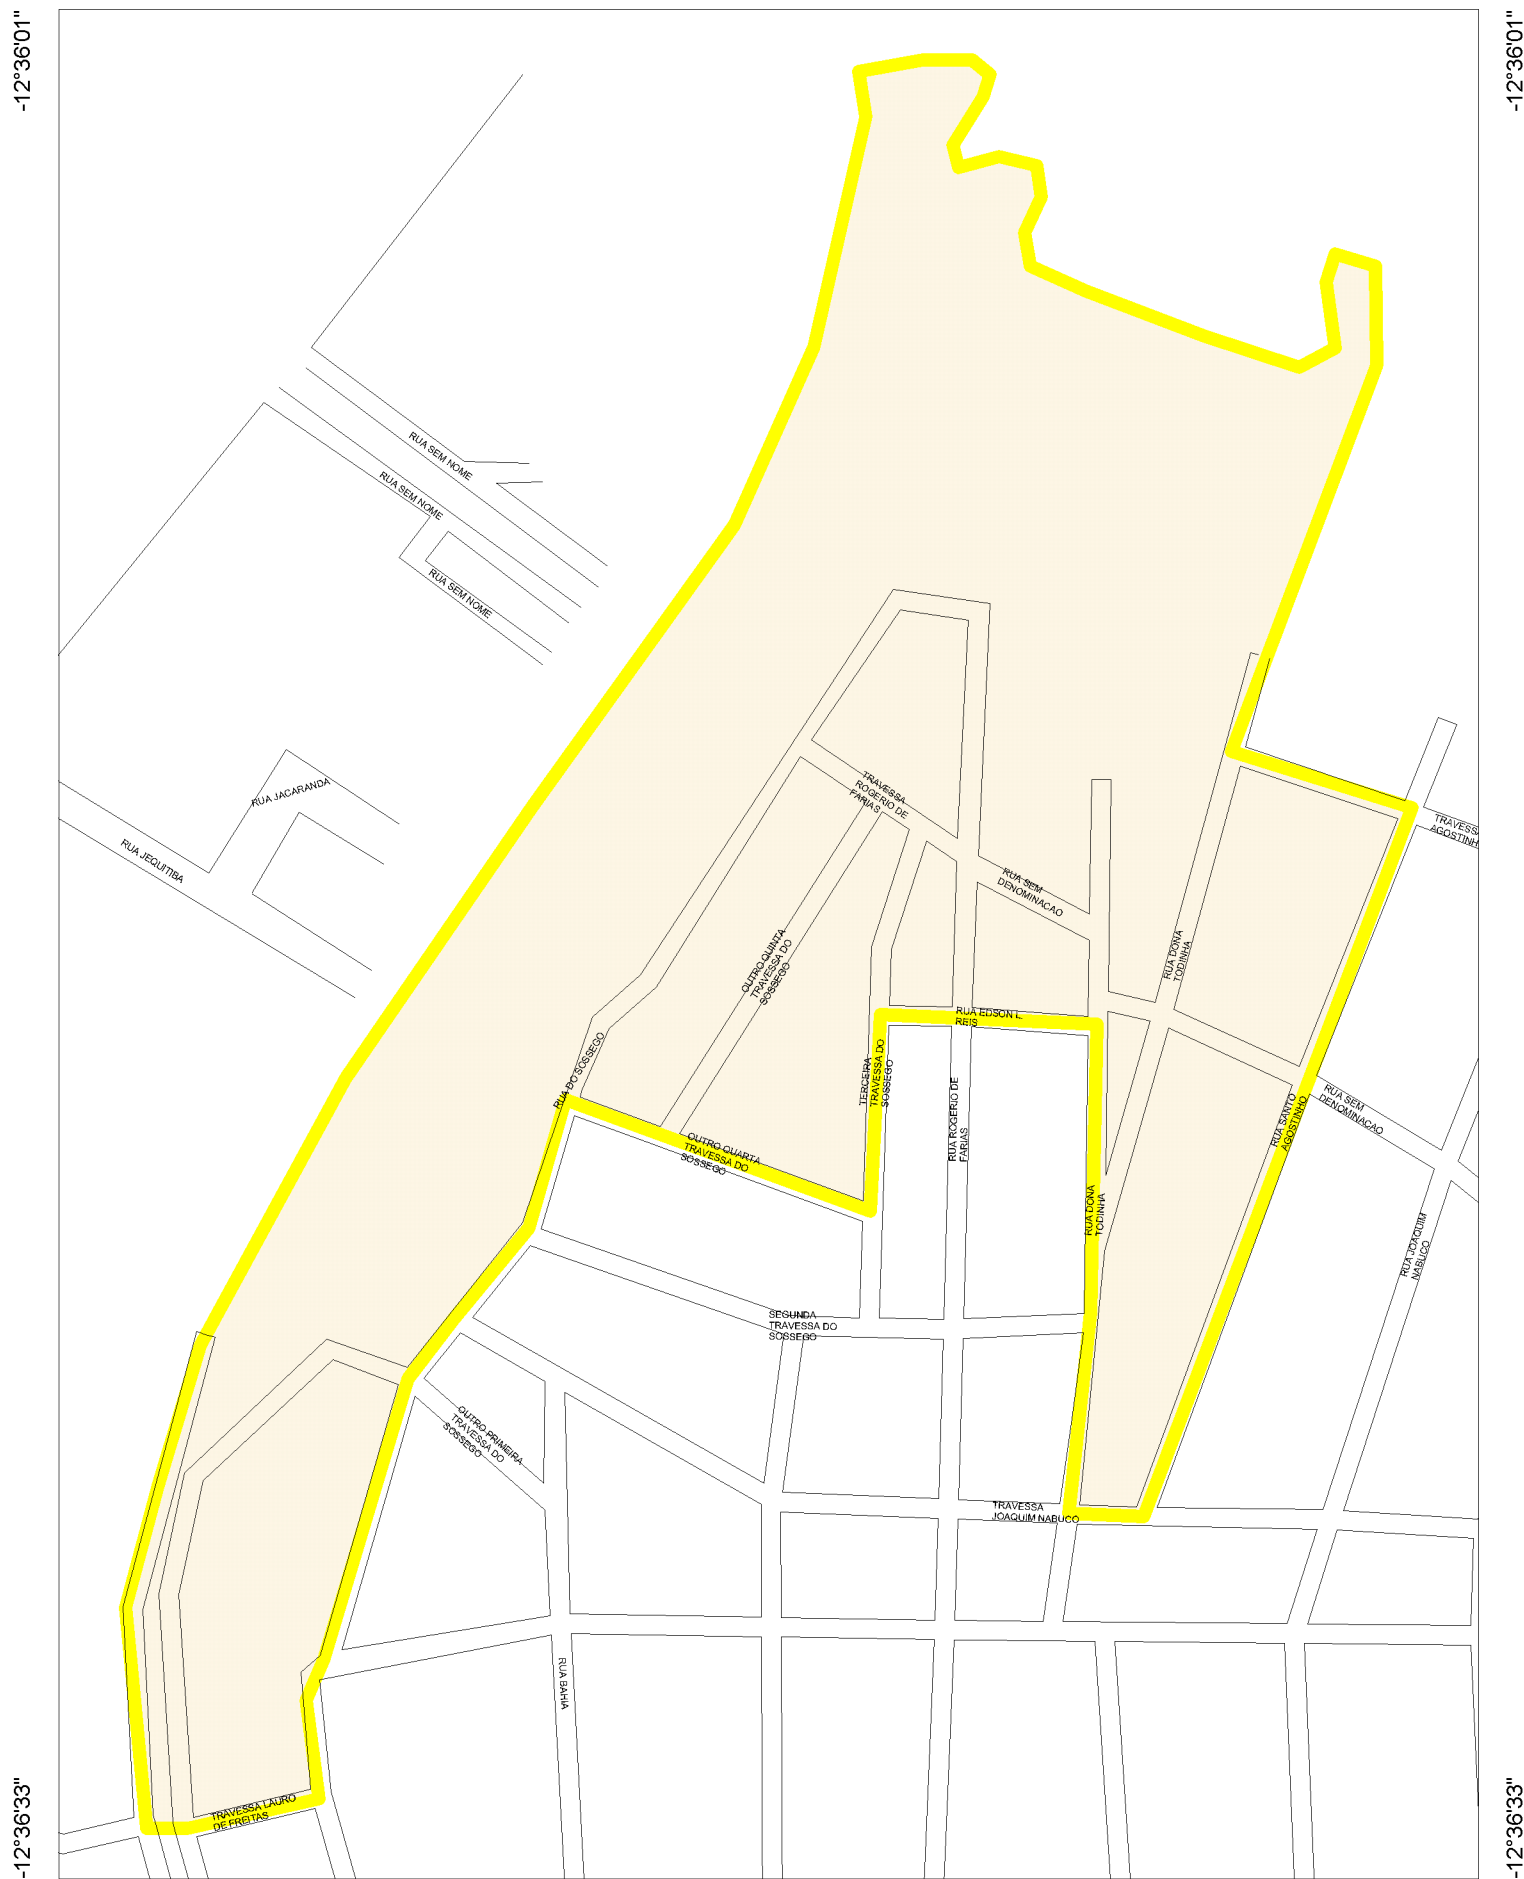 -12°36'01"
-12°36'01"
RUA SEM NOME
RUA SEM NOME
RUA SEM NOME
RUA JACARANDA
RUA JEQUITIBA
TRAVESSA
ROGERIO DE
FARIAS
TRAVESSA
AGOSTINH
RUA SEM
DENOMINACAO
OUTRO QUINTA
TRAVESSA DO
SOSSEGO
RUA DONA
TODINHA
RUA EDSON L.
REIS
RUA DO SOSSEGO
TERCEIRA
TRAVESSA DO
SOSSEGO
RUA ROGERIO DE
FARIAS
RUA SANTO
AGOSTINHO
RUA SEM
DENOMINACAO
OUTRO QUARTA
TRAVESSA DO
SOSSEGO
RUA DONA
TODINHA
RUA JOAQUIM
NABUCO
SEGUNDA
TRAVESSA DO
SOSSEGO
OUTRO PRIMEIRA
TRAVESSA DO
SOSSEGO
TRAVESSA
JOAQUIM NABUCO
RUA BAHIA
TRAVESSA LAURO
DE FREITAS
-12°36'33"
-12°36'33"